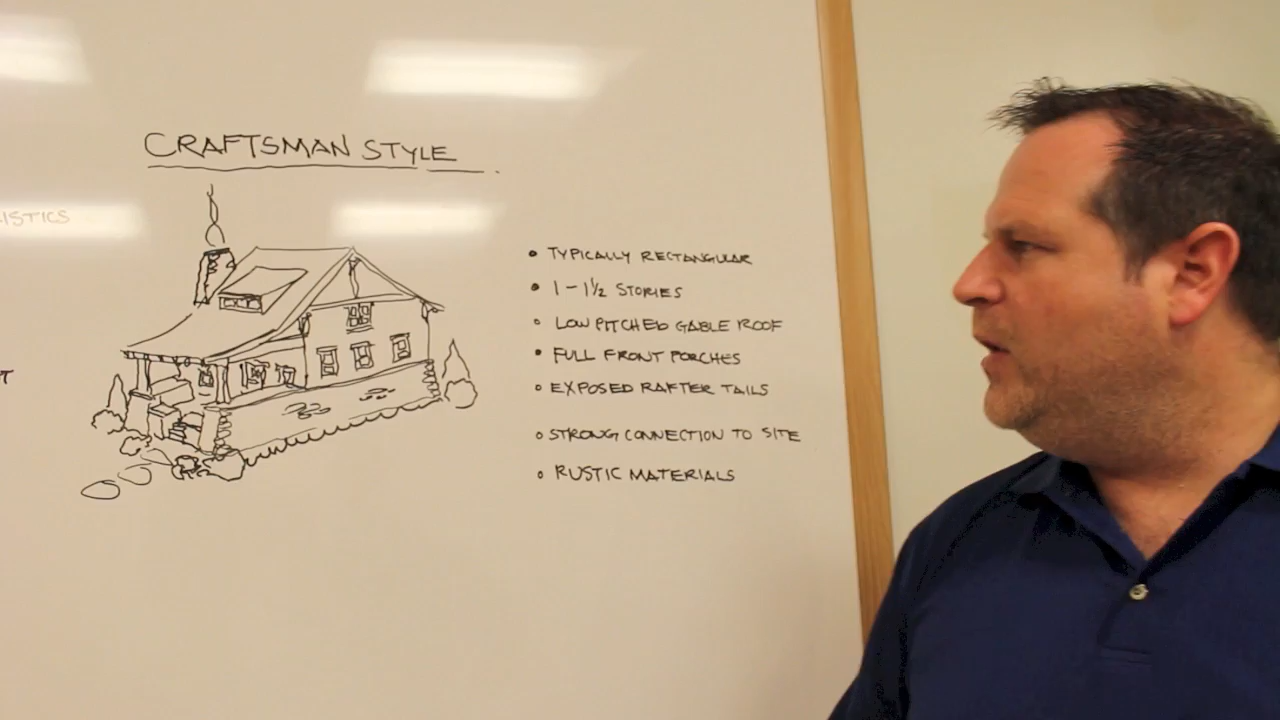 CRAFTSMAN STYLE
ISTICS
• TYPICALLY RECTANGULAR
• 1 - 1½ STORIES
• LOW PITCHED GABLE ROOF
• FULL FRONT PORCHES
• EXPOSED RAFTER TAILS
• STRONG CONNECTION TO SITE
• RUSTIC MATERIALS
T